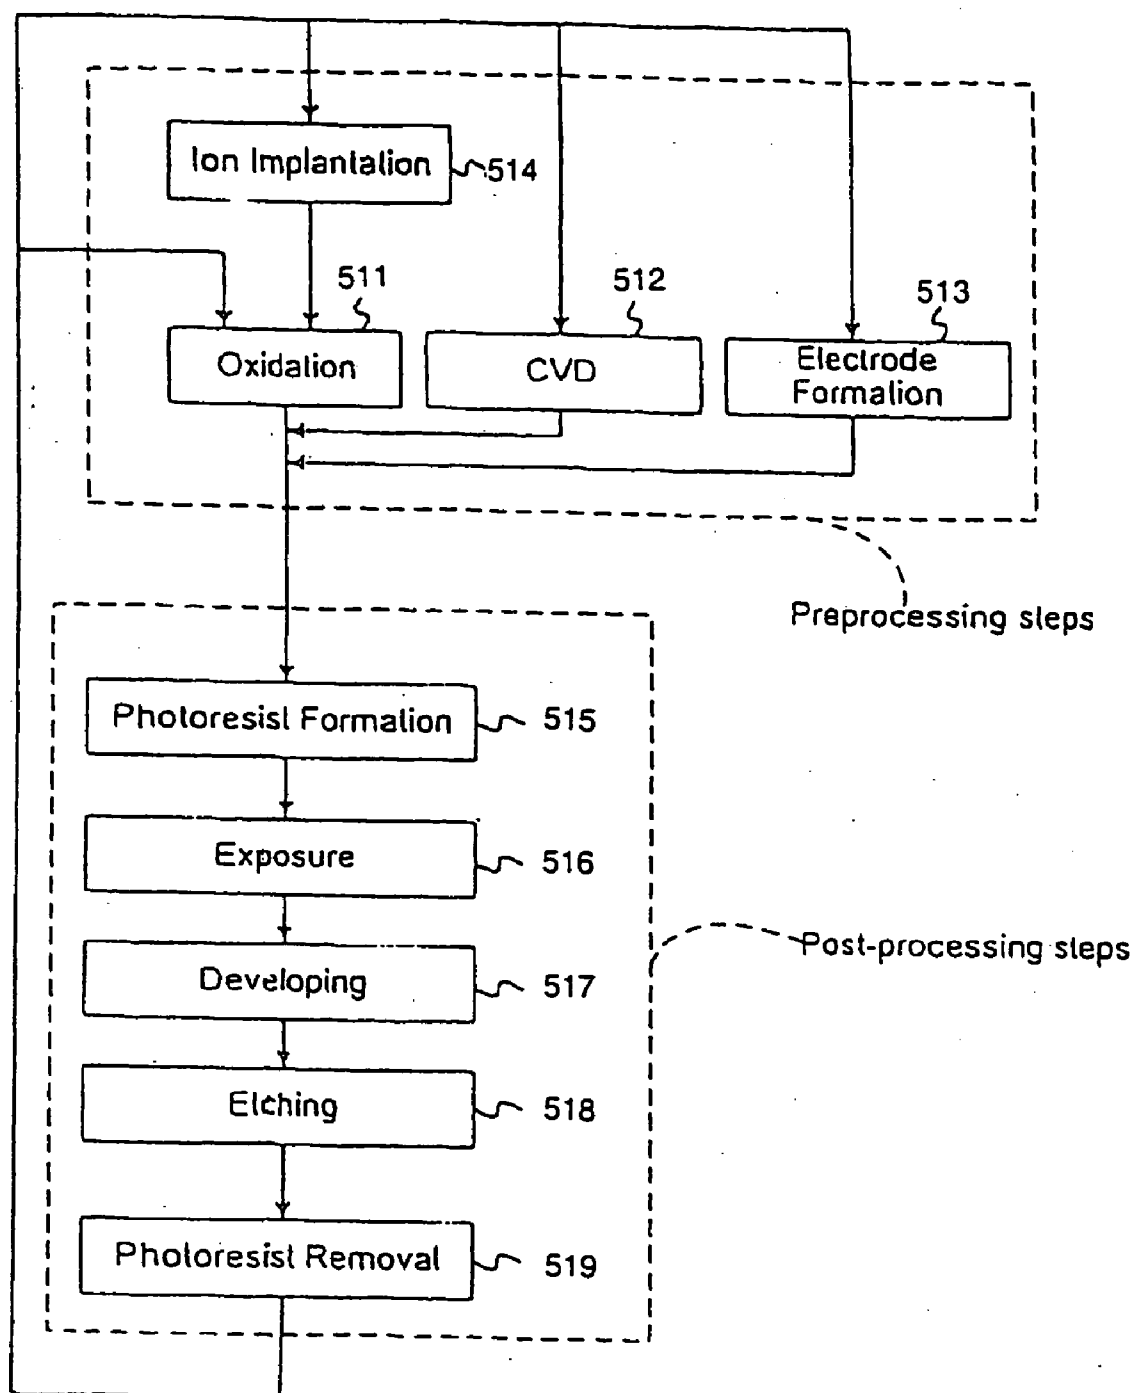 Ion Implantation
514
511
512
513
Oxidation
CVD
Electrode
Formation
Preprocessing steps
Photoresist Formation
515
Exposure
516
Post-processing steps
Developing
517
Etching
518
Photoresist Removal
519